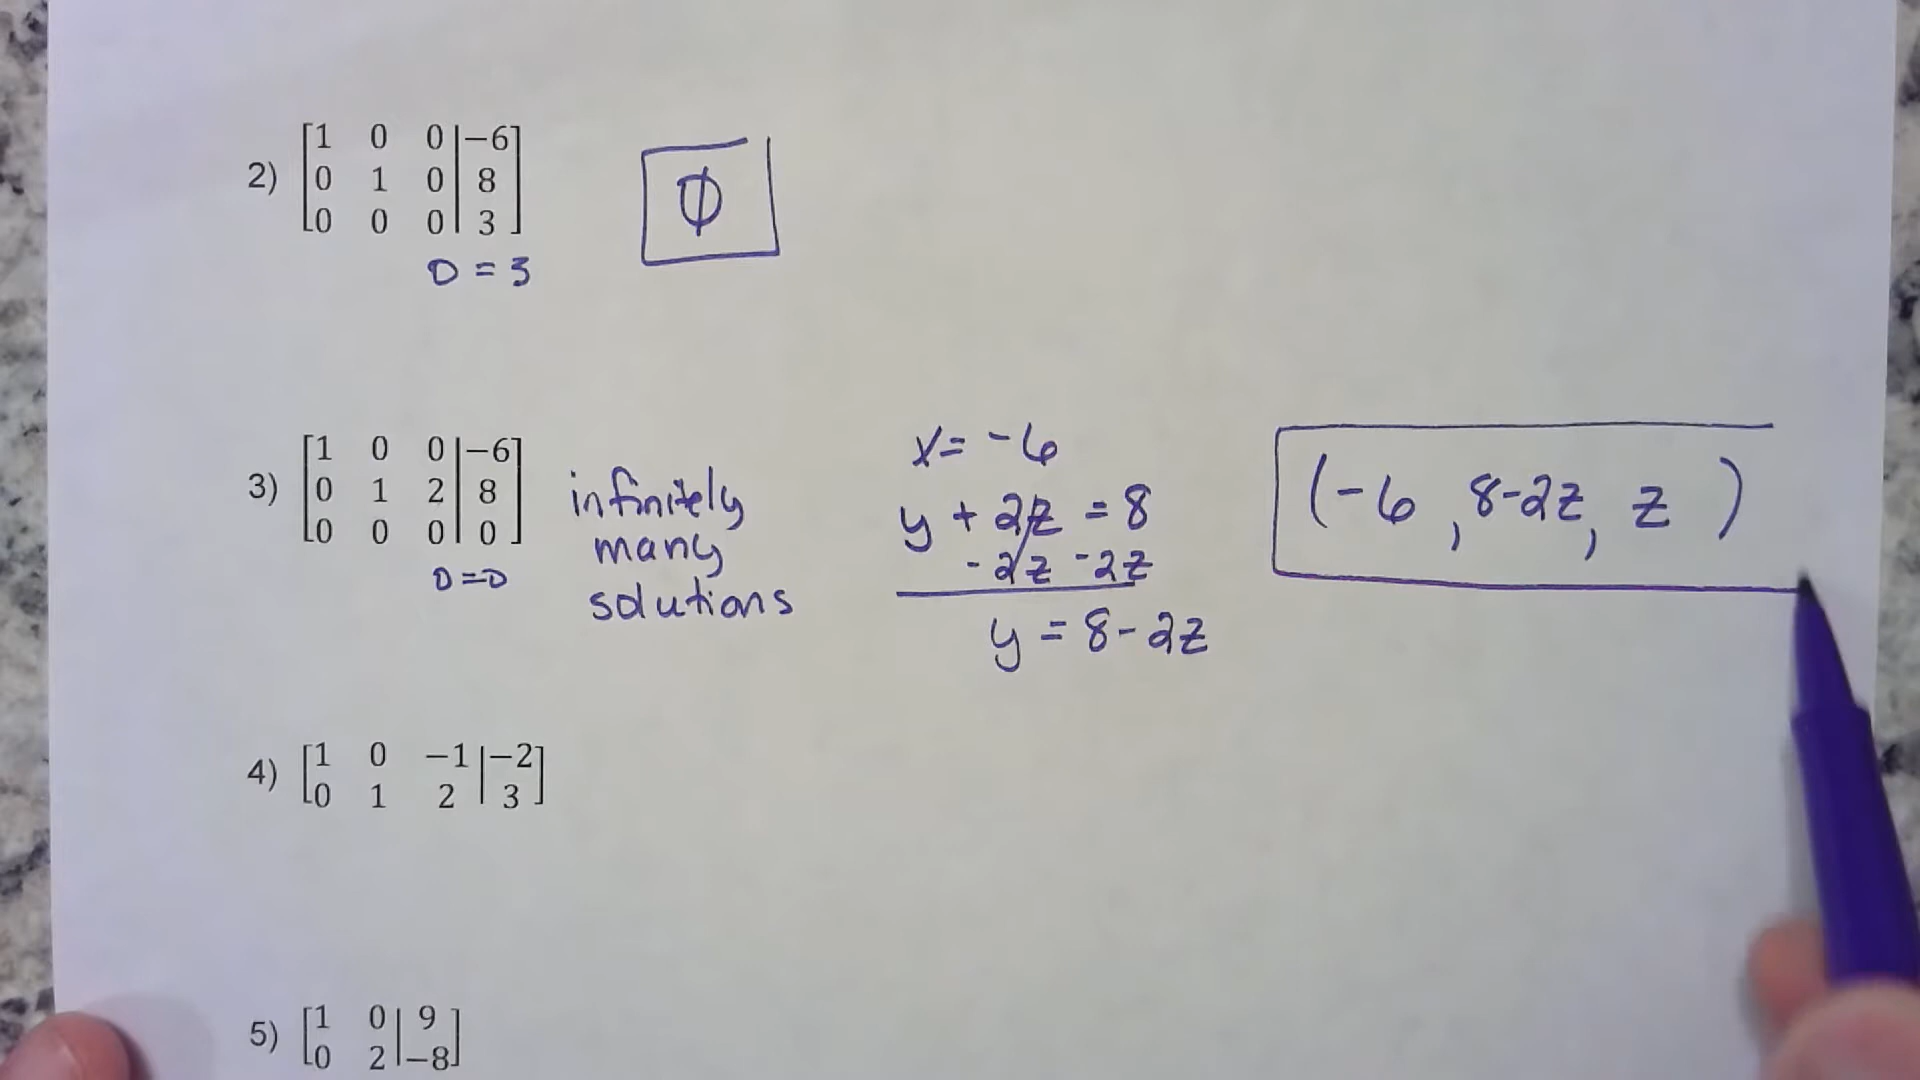 2) [1 0 0 | −6]
[0 1 0 | 8]
[0 0 0 | 3]
0 = 3
∅
3) [1 0 0 | −6]
[0 1 2 | 8]
[0 0 0 | 0]
0=0
infinitely
many
solutions
x= -6
y + 2z = 8
- 2z -2z
y = 8-2z
(-6, 8-2z, z)
4) [1 0 −1 | −2]
[0 1 2 | 3]
5) [1 0 | 9]
[0 2 | −8]